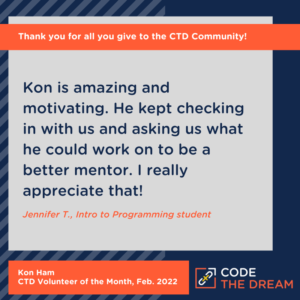 Thank you for all you give to the CTD Community!
Kon is amazing and
motivating. He kept checking
in with us and asking us what
he could work on to be a
better mentor. I really
appreciate that!
Jennifer T., Intro to Programming student
Kon Ham
CTD Volunteer of the Month, Feb. 2022
CODE
THE DREAM